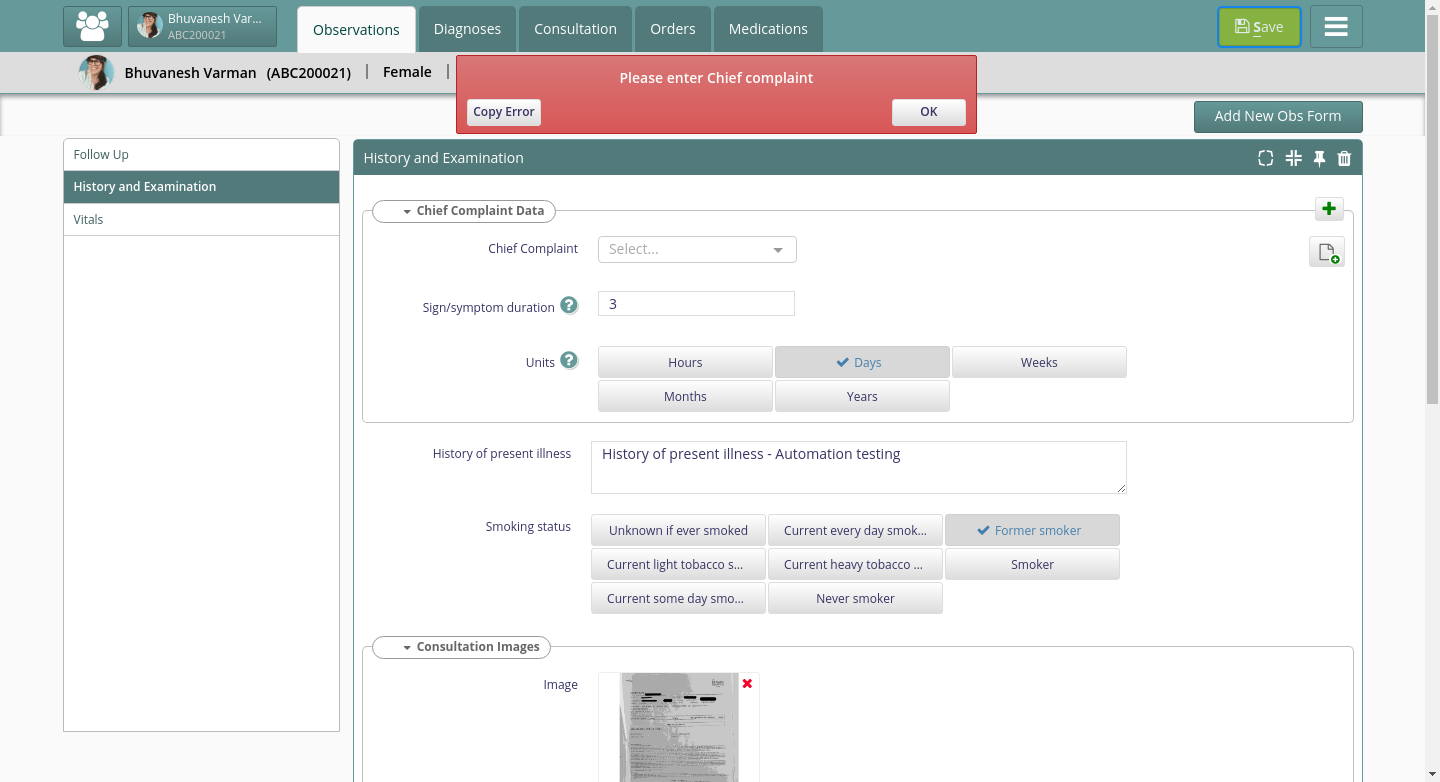 Bhuvanesh Var...
ABC200021
Observations
Diagnoses
Consultation
Orders
Medications
Save
Bhuvanesh Varman (ABC200021) | Female |
Please enter Chief complaint
Copy Error
OK
Add New Obs Form
Follow Up
History and Examination
Vitals
History and Examination
Chief Complaint Data
Chief Complaint
Select...
Sign/symptom duration
3
Units
Hours
Days
Weeks
Months
Years
History of present illness
History of present illness - Automation testing
Smoking status
Unknown if ever smoked
Current every day smok...
Former smoker
Current light tobacco s...
Current heavy tobacco ...
Smoker
Current some day smo...
Never smoker
Consultation Images
Image